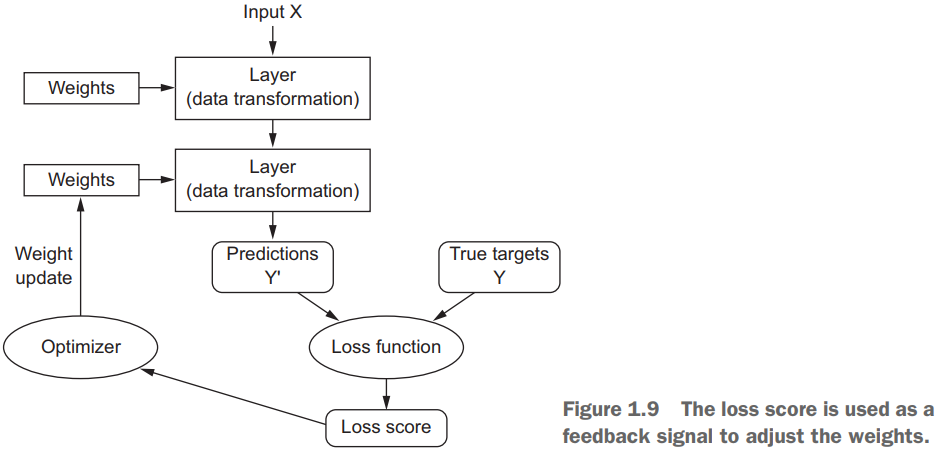 Input X
Layer
(data transformation)
Weights
Layer
(data transformation)
Weights
Weight
update
Predictions
Y'
True targets
Y
Optimizer
Loss function
Loss score
Figure 1.9 The loss score is used as a
feedback signal to adjust the weights.